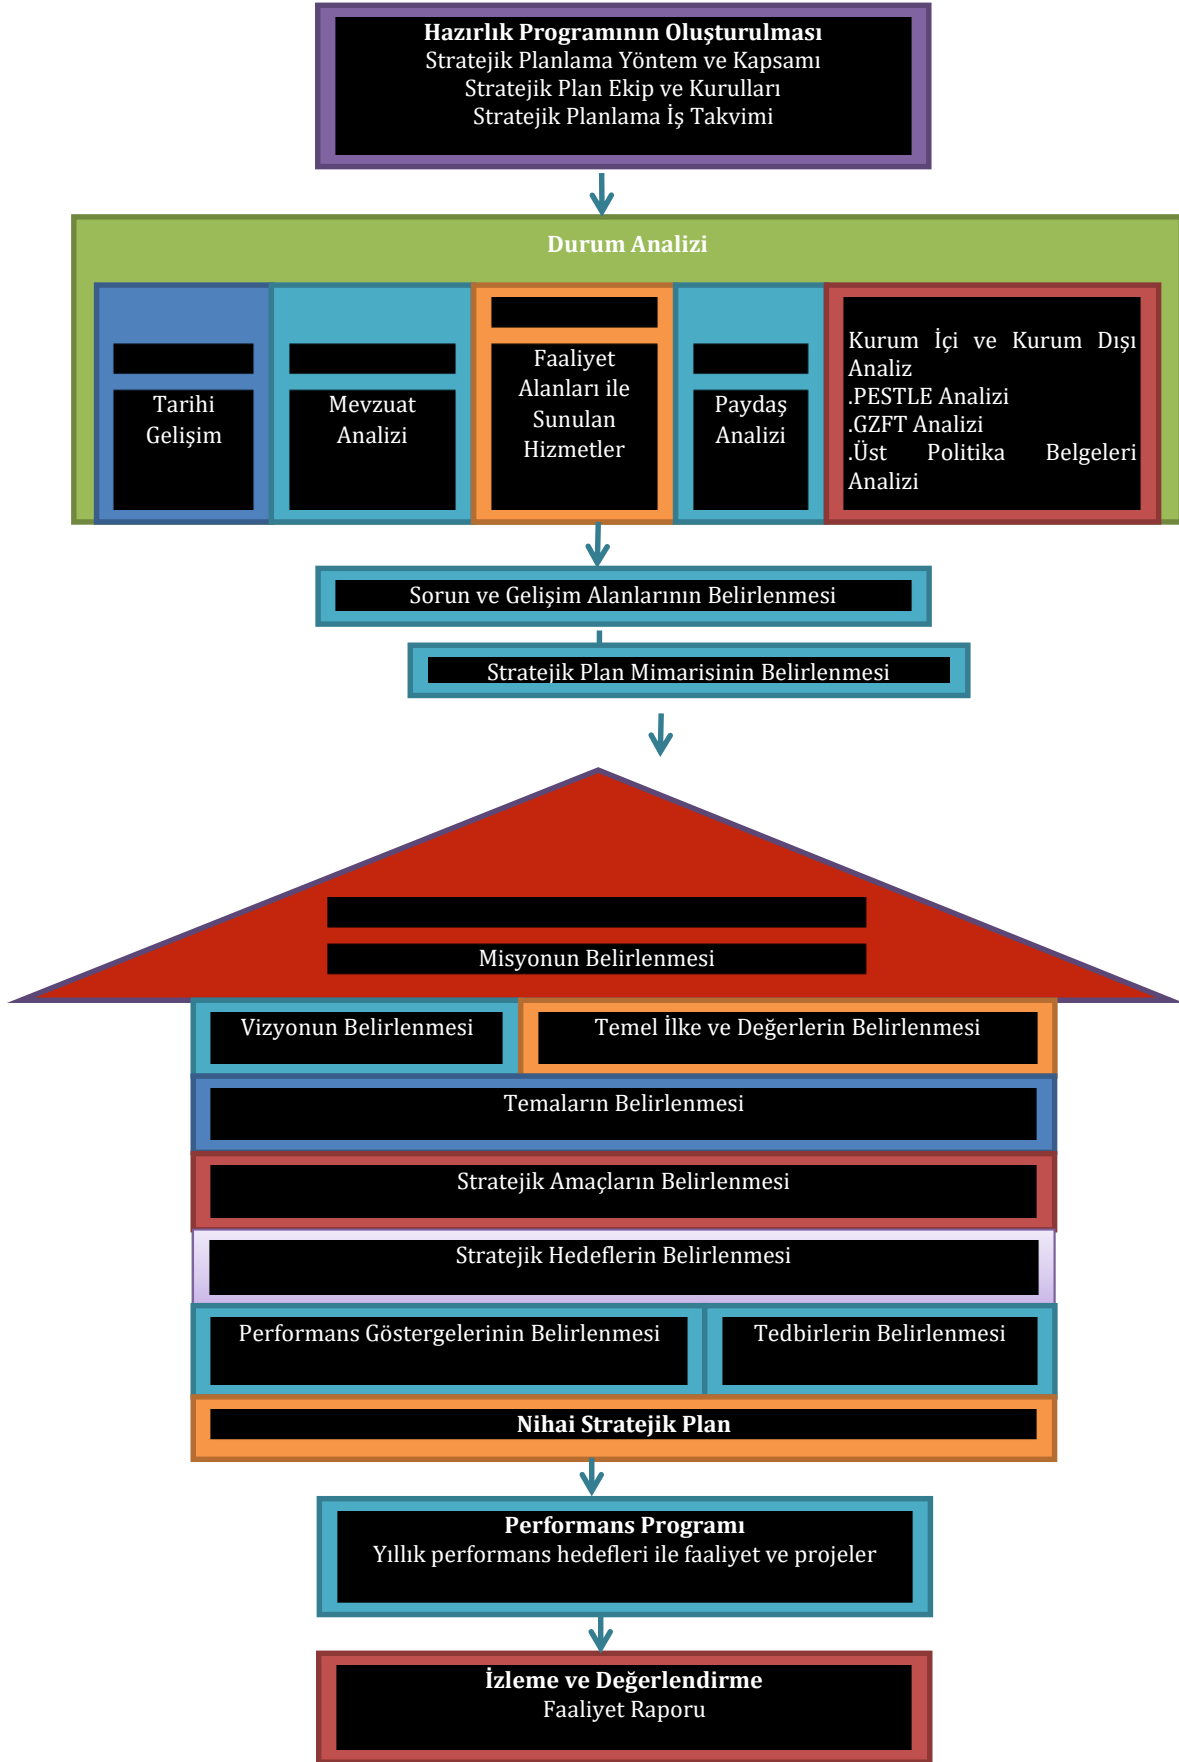 Hazırlık Programının Oluşturulması
Stratejik Planlama Yöntem ve Kapsamı
Stratejik Plan Ekip ve Kurulları
Stratejik Planlama İş Takvimi
Durum Analizi
Tarihi
Gelişim
Mevzuat
Analizi
Faaliyet
Alanları ile
Sunulan
Hizmetler
Paydaş
Analizi
Kurum İçi ve Kurum Dışı
Analiz
.PESTLE Analizi
.GZFT Analizi
.Üst Politika Belgeleri
Analizi
Sorun ve Gelişim Alanlarının Belirlenmesi
Stratejik Plan Mimarisinin Belirlenmesi
Misyonun Belirlenmesi
Vizyonun Belirlenmesi
Temel İlke ve Değerlerin Belirlenmesi
Temaların Belirlenmesi
Stratejik Amaçların Belirlenmesi
Stratejik Hedeflerin Belirlenmesi
Performans Göstergelerinin Belirlenmesi
Tedbirlerin Belirlenmesi
Nihai Stratejik Plan
Performans Programı
Yıllık performans hedefleri ile faaliyet ve projeler
İzleme ve Değerlendirme
Faaliyet Raporu